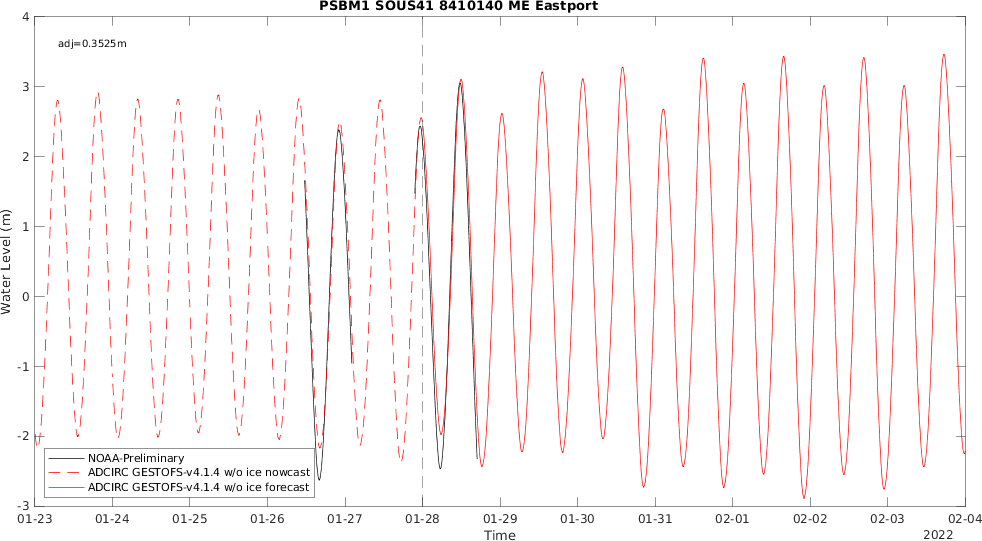 PSBM1 SOUS41 8410140 ME Eastport
adj=0.3525m
4
3
2
1
0
-1
-2
-3
Water Level (m)
NOAA-Preliminary
ADCIRC GESTOFS-v4.1.4 w/o ice nowcast
ADCIRC GESTOFS-v4.1.4 w/o ice forecast
01-23 01-24 01-25 01-26 01-27 01-28 01-29 01-30 01-31 02-01 02-02 02-03 02-04
Time
2022